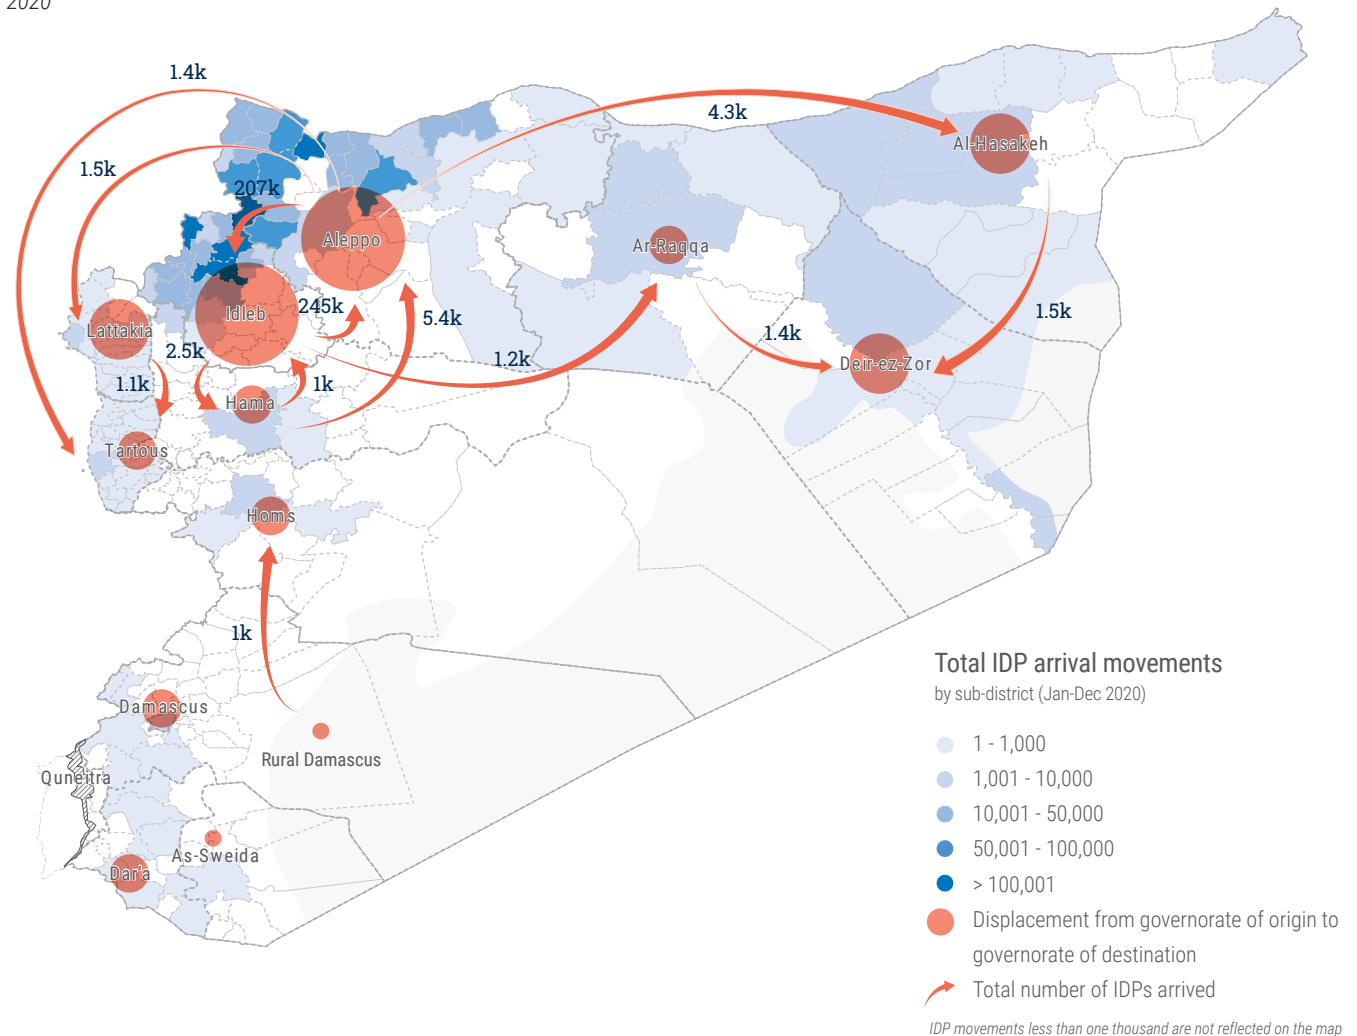 2020
1.4k
4.3k
Al-Hasakeh
1.5k
207k
Aleppo
Ar-Raqqa
Idleb
245k
5.4k
1.5k
Lattakia
2.5k
1.4k
1.2k
Deir-ez-Zor
1.1k
1k
Hama
Tartous
Homs
1k
Total IDP arrival movements
by sub-district (Jan-Dec 2020)
Damascus
1 - 1,000
Rural Damascus
Quneitra
1,001 - 10,000
10,001 - 50,000
50,001 - 100,000
As-Sweida
Dar'a
> 100,001
Displacement from governorate of origin to
governorate of destination
Total number of IDPs arrived
IDP movements less than one thousand are not reflected on the map